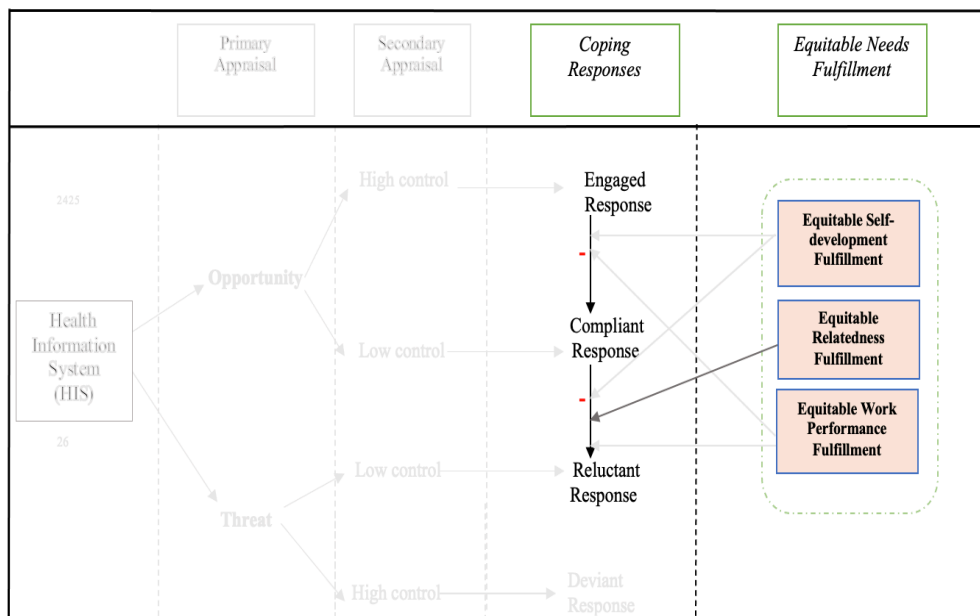 Primary
Appraisal
Secondary
Appraisal
Coping
Responses
Equitable Needs
Fulfillment
2425
High control
Engaged
Response
Equitable Self-
development
Fulfillment
-
Opportunity
Health
Information
System
(HIS)
Low control
Compliant
Response
Equitable
Relatedness
Fulfillment
-
26
Equitable Work
Performance
Fulfillment
Low control
Reluctant
Response
Threat
High control
Deviant
Response